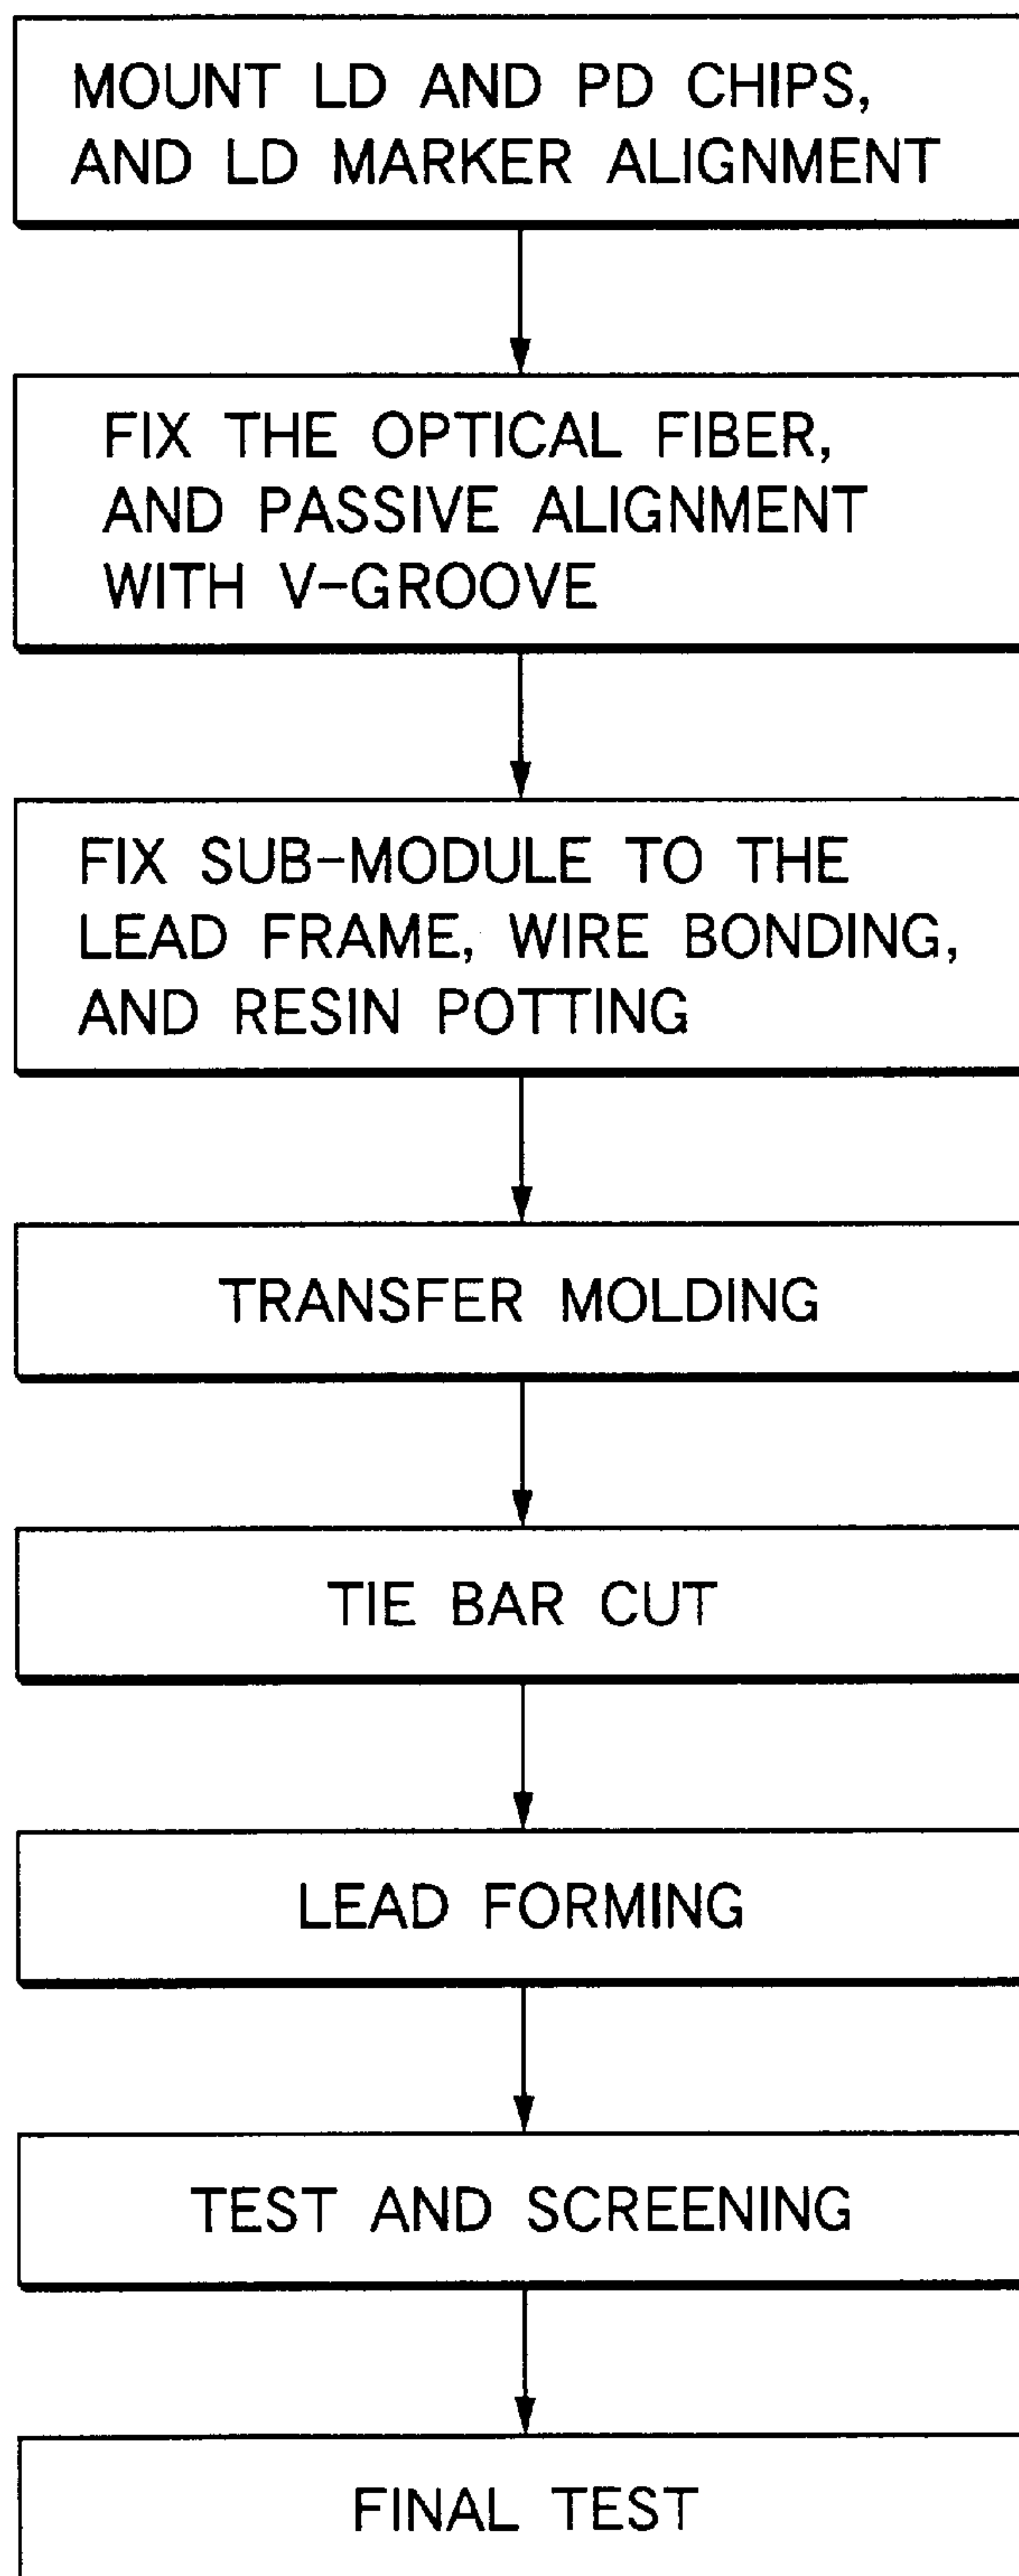 MOUNT LD AND PD CHIPS,
AND LD MARKER ALIGNMENT
FIX THE OPTICAL FIBER,
AND PASSIVE ALIGNMENT
WITH V-GROOVE
FIX SUB-MODULE TO THE
LEAD FRAME, WIRE BONDING,
AND RESIN POTTING
TRANSFER MOLDING
TIE BAR CUT
LEAD FORMING
TEST AND SCREENING
FINAL TEST